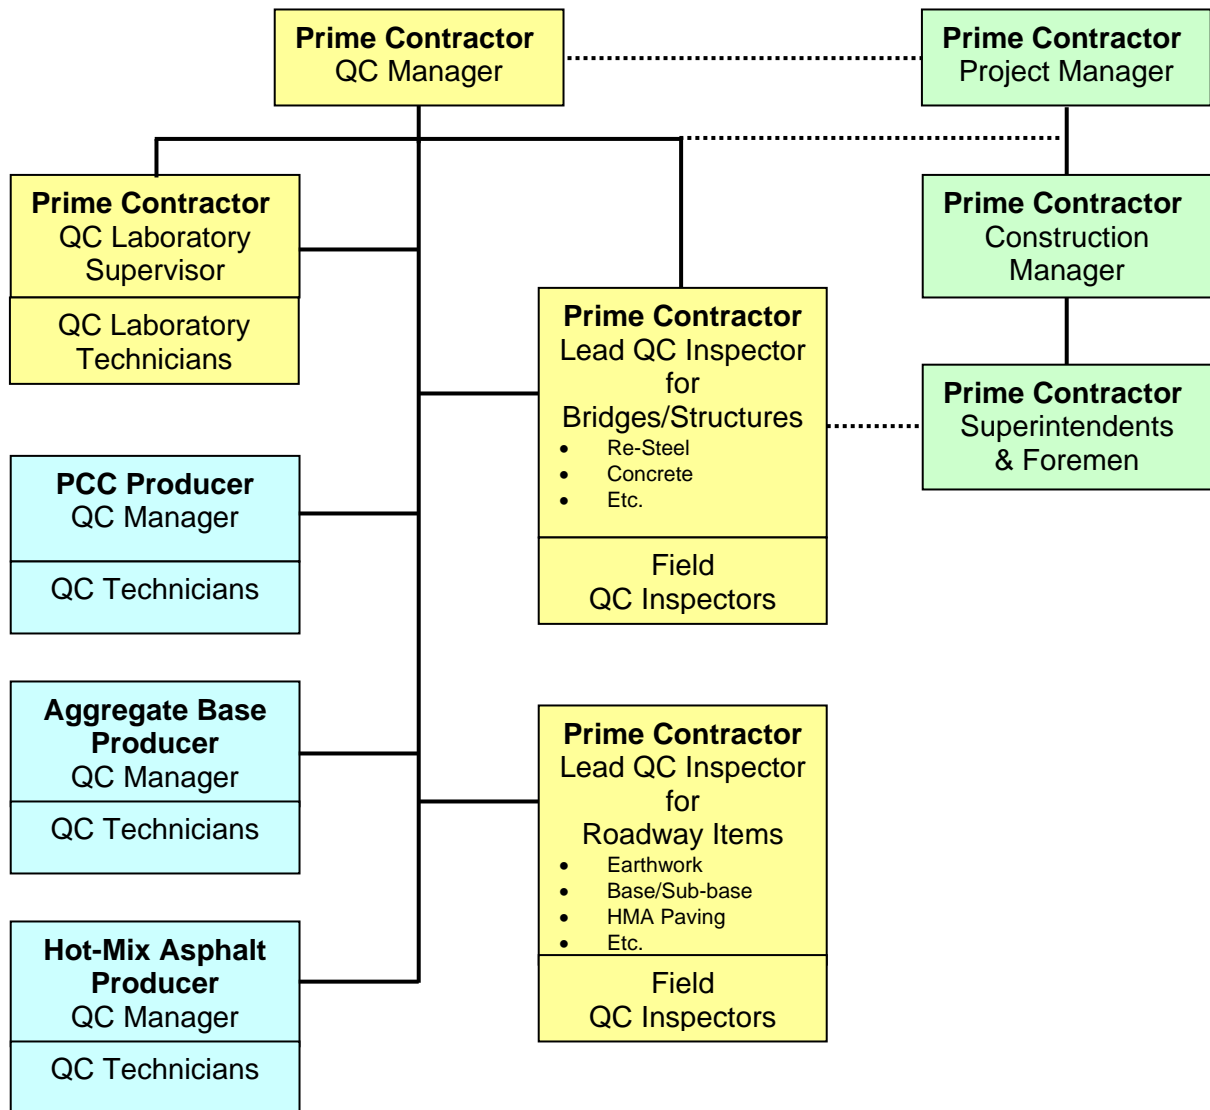 Prime Contractor
QC Manager
Prime Contractor
Project Manager
Prime Contractor
QC Laboratory
Supervisor
QC Laboratory
Technicians
Prime Contractor
Construction
Manager
Prime Contractor
Lead QC Inspector
for
Bridges/Structures
• Re-Steel
• Concrete
• Etc.
Field
QC Inspectors
Prime Contractor
Superintendents
& Foremen
PCC Producer
QC Manager
QC Technicians
Aggregate Base
Producer
QC Manager
QC Technicians
Prime Contractor
Lead QC Inspector
for
Roadway Items
• Earthwork
• Base/Sub-base
• HMA Paving
• Etc.
Field
QC Inspectors
Hot-Mix Asphalt
Producer
QC Manager
QC Technicians